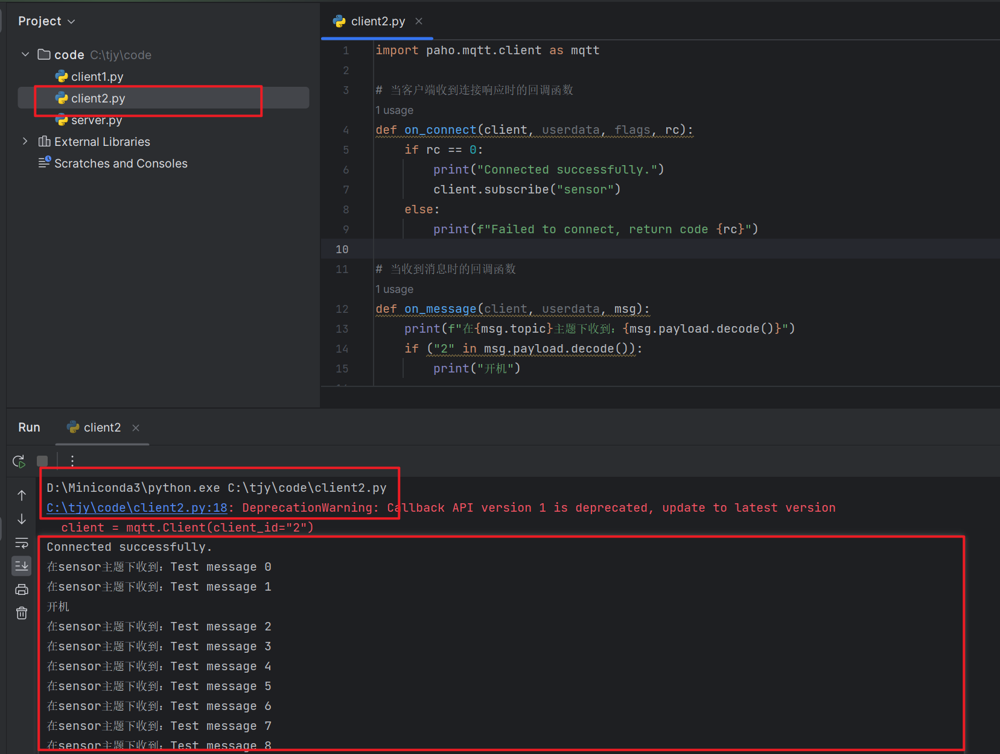 Project
code C:\tjy\code
client1.py
client2.py
server.py
External Libraries
Scratches and Consoles
client2.py
1 import paho.mqtt.client as mqtt
2
3 # 当客户端收到连接响应时的回调函数
1 usage
4 def on_connect(client, userdata, flags, rc):
5 if rc == 0:
6 print("Connected successfully.")
7 client.subscribe("sensor")
8 else:
9 print(f"Failed to connect, return code {rc}")
10
11 # 当收到消息时的回调函数
1 usage
12 def on_message(client, userdata, msg):
13 print(f"在{msg.topic}主题下收到: {msg.payload.decode()}")
14 if ("2" in msg.payload.decode()):
15 print("开机")
Run client2
D:\Miniconda3\python.exe C:\tjy\code\client2.py
C:\tjy\code\client2.py:18: DeprecationWarning: Callback API version 1 is deprecated, update to latest version
client = mqtt.Client(client_id="2")
Connected successfully.
在sensor主题下收到: Test message 0
在sensor主题下收到: Test message 1
开机
在sensor主题下收到: Test message 2
在sensor主题下收到: Test message 3
在sensor主题下收到: Test message 4
在sensor主题下收到: Test message 5
在sensor主题下收到: Test message 6
在sensor主题下收到: Test message 7
在sensor主题下收到: Test message 8